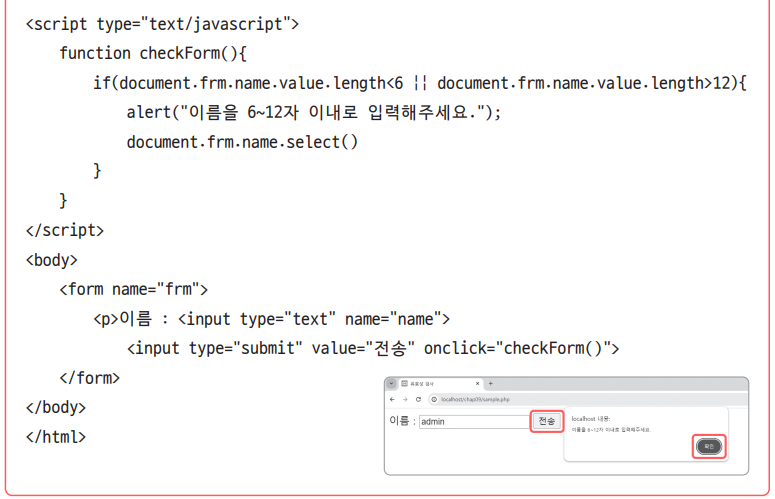 <script type="text/javascript">
function checkForm(){
if(document.frm.name.value.length<6 || document.frm.name.value.length>12){
alert("이름을 6~12자 이내로 입력해주세요.");
document.frm.name.select()
}
}
</script>
<body>
<form name="frm">
<p>이름 : <input type="text" name="name">
<input type="submit" value="전송" onclick="checkForm()">
</form>
</body>
</html>
유효성 검사
localhost/chap09/sample.php
이름 : admin 전송
localhost 내용:
이름을 6~12자 이내로 입력해주세요.
확인